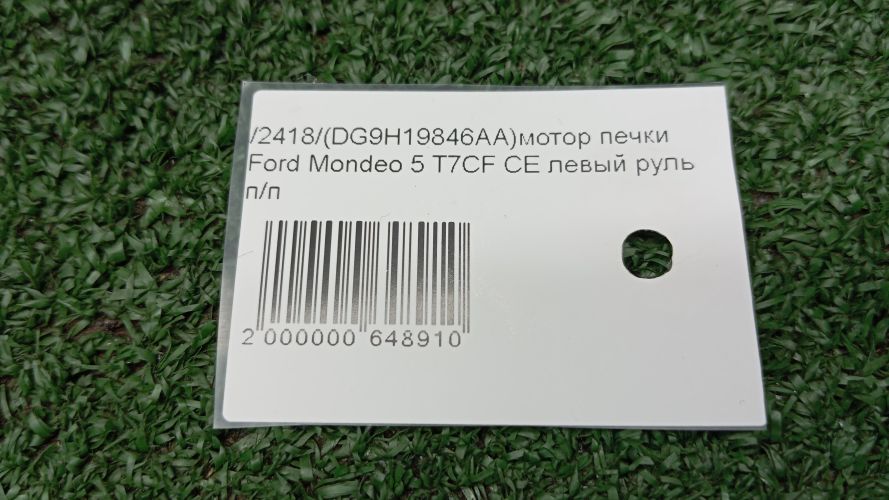 /2418/(DG9H19846AA)мотор печки
Ford Mondeo 5 T7CF CE левый руль
п/п
2 000000 648910